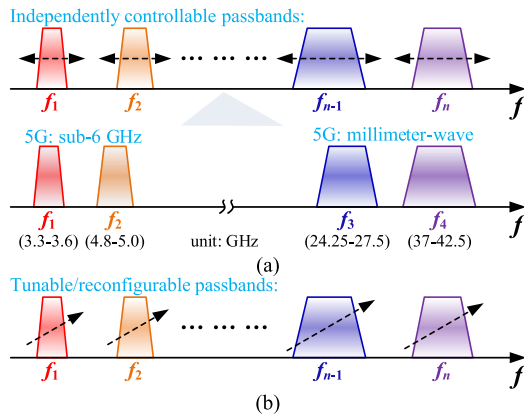 Independently controllable passbands:
... ...
f1 f2 fn-1 fn f
5G: sub-6 GHz 5G: millimeter-wave
f1 f2 f3 f4 f
(3.3-3.6) (4.8-5.0) unit: GHz (24.25-27.5) (37-42.5)
(a)
Tunable/reconfigurable passbands:
... ...
f1 f2 fn-1 fn f
(b)